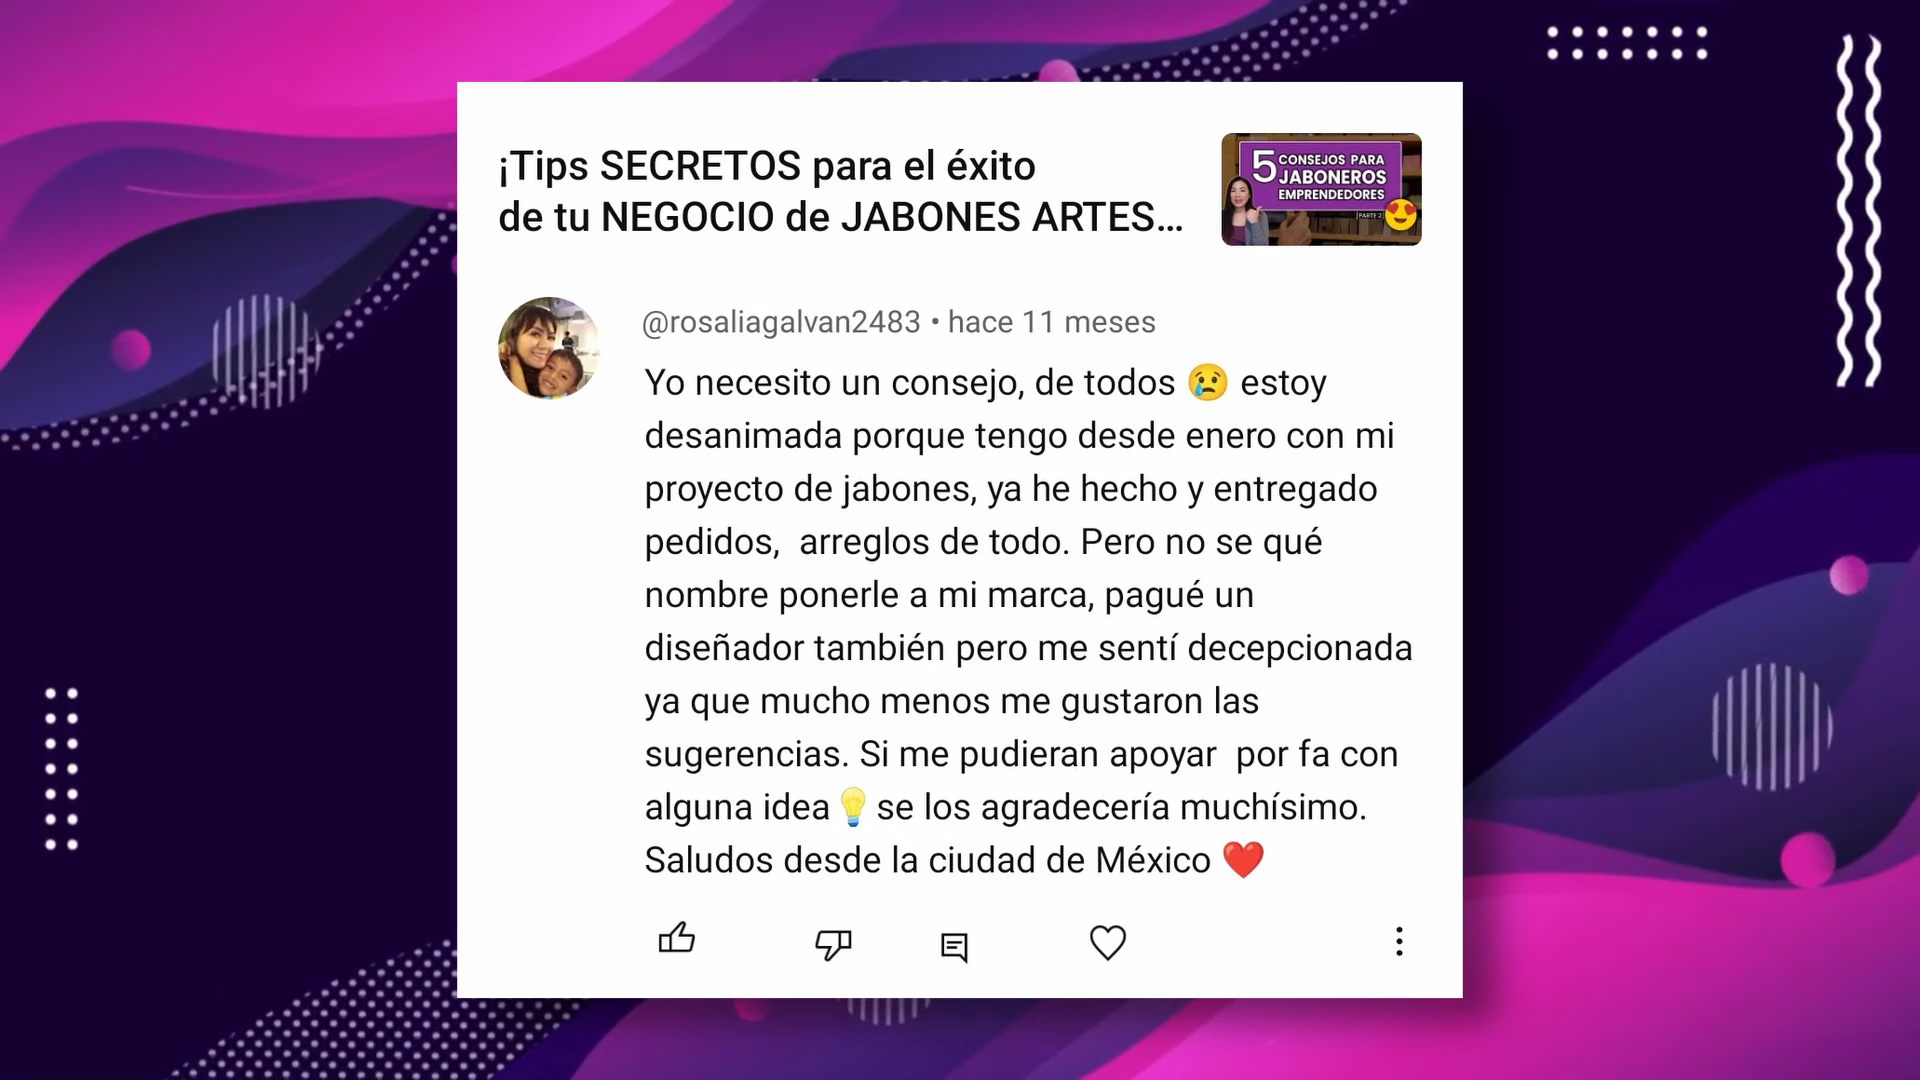 ¡Tips SECRETOS para el éxito
de tu NEGOCIO de JABONES ARTES...
5 CONSEJOS PARA
JABONEROS
EMPRENDEDORES
PARTE 2
@rosaliagalvan2483 • hace 11 meses
Yo necesito un consejo, de todos 😢 estoy
desanimada porque tengo desde enero con mi
proyecto de jabones, ya he hecho y entregado
pedidos,  arreglos de todo. Pero no se qué
nombre ponerle a mi marca, pagué un
diseñador también pero me sentí decepcionada
ya que mucho menos me gustaron las
sugerencias. Si me pudieran apoyar  por fa con
alguna idea💡se los agradecería muchísimo.
Saludos desde la ciudad de México ❤️